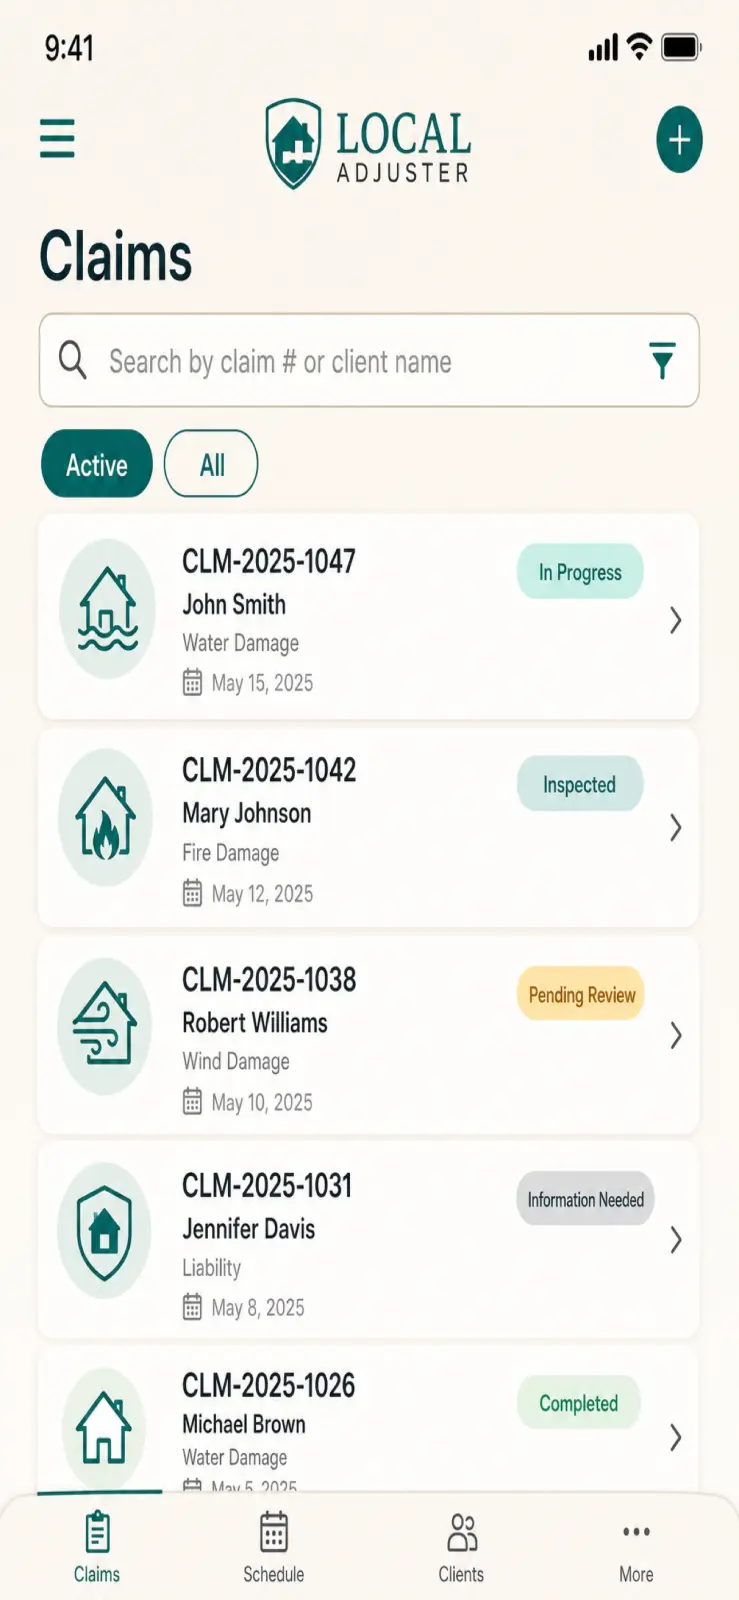 9:41
LOCAL
ADJUSTER
Claims
Search by claim # or client name
Active
All
CLM-2025-1047
In Progress
John Smith
Water Damage
May 15, 2025
CLM-2025-1042
Inspected
Mary Johnson
Fire Damage
May 12, 2025
CLM-2025-1038
Pending Review
Robert Williams
Wind Damage
May 10, 2025
CLM-2025-1031
Information Needed
Jennifer Davis
Liability
May 8, 2025
CLM-2025-1026
Completed
Michael Brown
Water Damage
May 5, 2025
Claims
Schedule
Clients
More